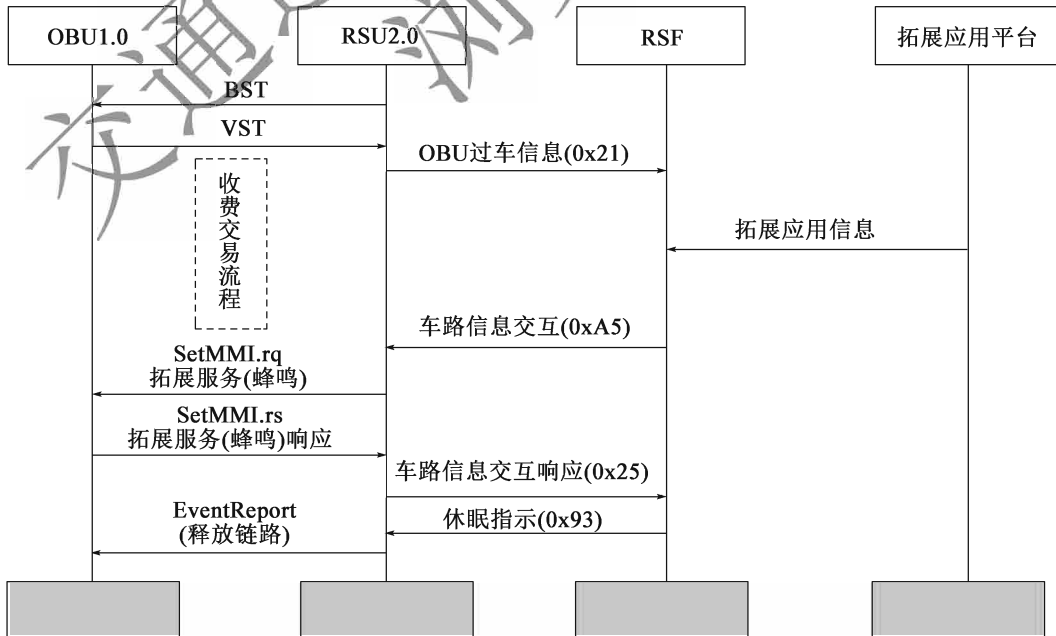 OBU1.0
RSU2.0
RSF
拓展应用平台
BST
VST
OBU过车信息(0x21)
收费交易流程
拓展应用信息
车路信息交互(0xA5)
SetMMI.rq
拓展服务(蜂鸣)
SetMMI.rs
拓展服务(蜂鸣)响应
车路信息交互响应(0x25)
EventReport
(释放链路)
休眠指示(0x93)
交通
浏